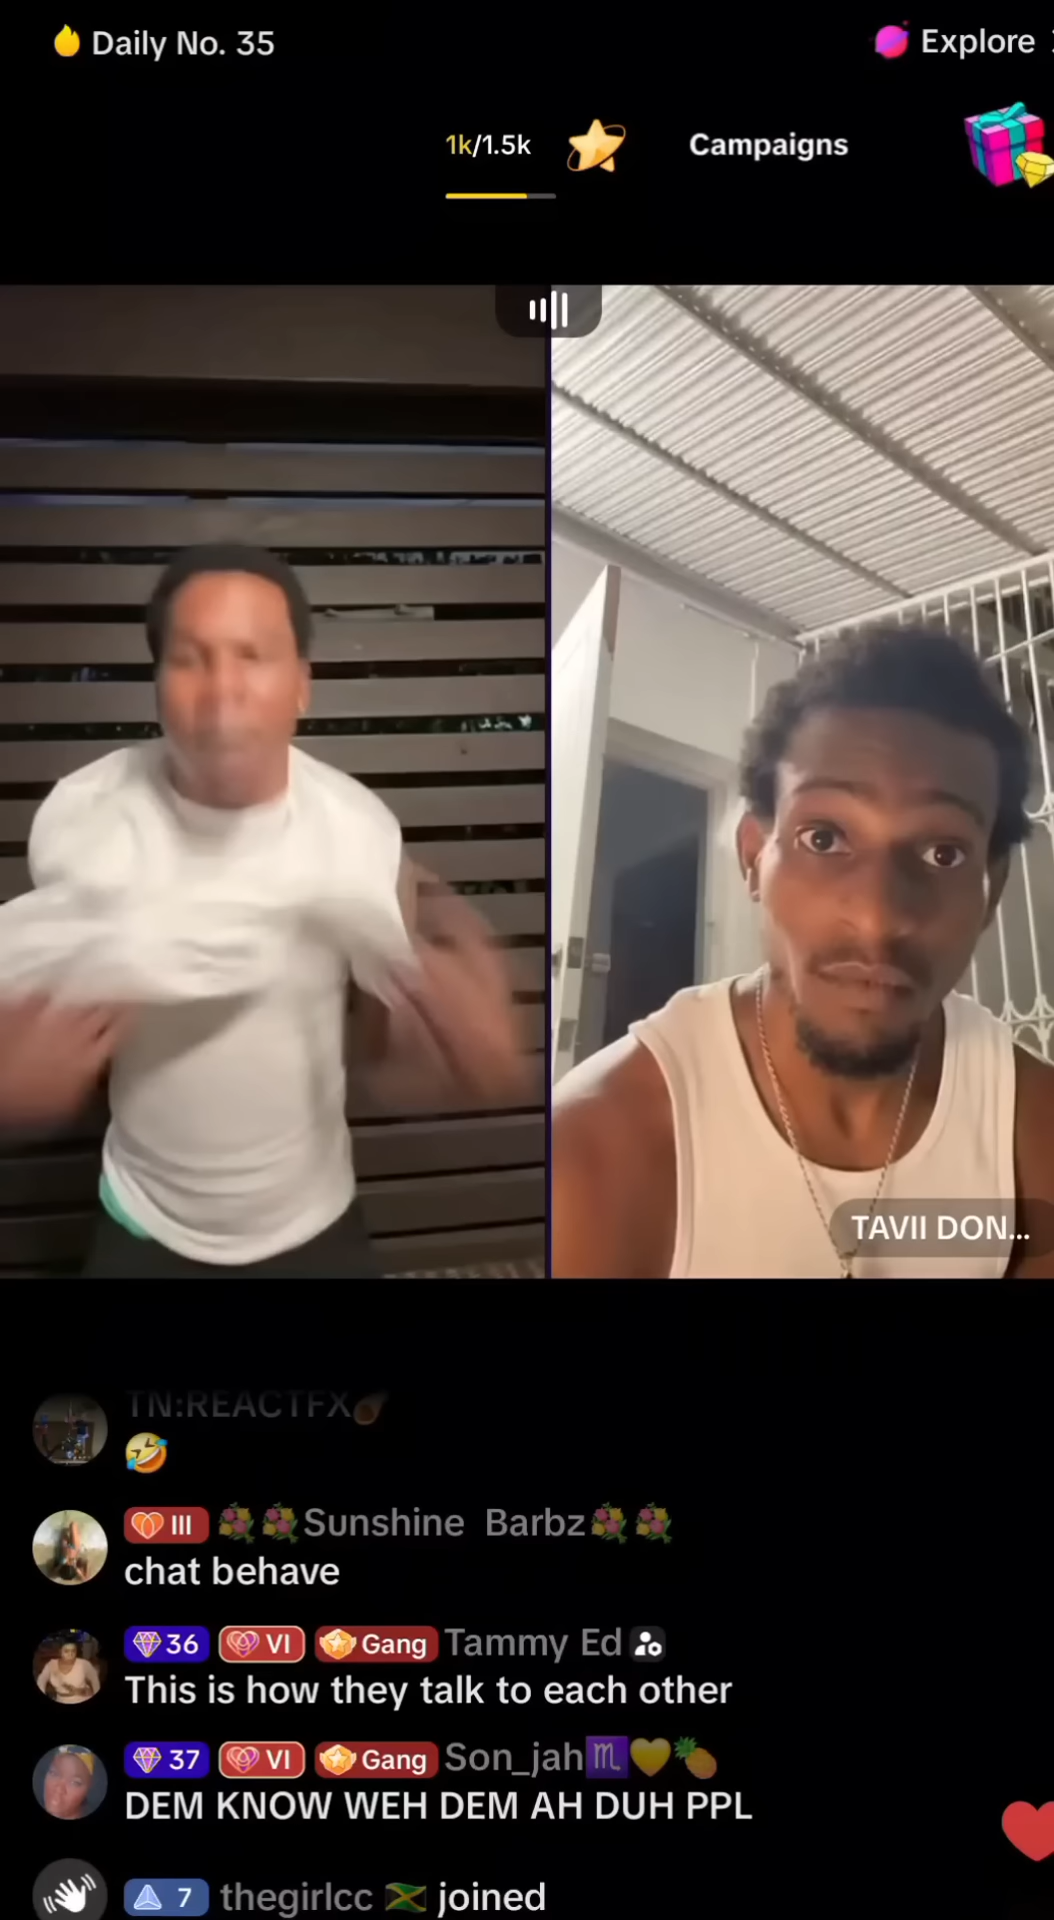 Daily No. 35
Explore
1k/1.5k
Campaigns
TAVII DON...
TN:REACTFX
III Sunshine Barbz
chat behave
36 VI Gang Tammy Ed
This is how they talk to each other
37 VI Gang Son_jah♏💛🍍
DEM KNOW WEH DEM AH DUH PPL
7 thegirlcc 🇯🇲 joined